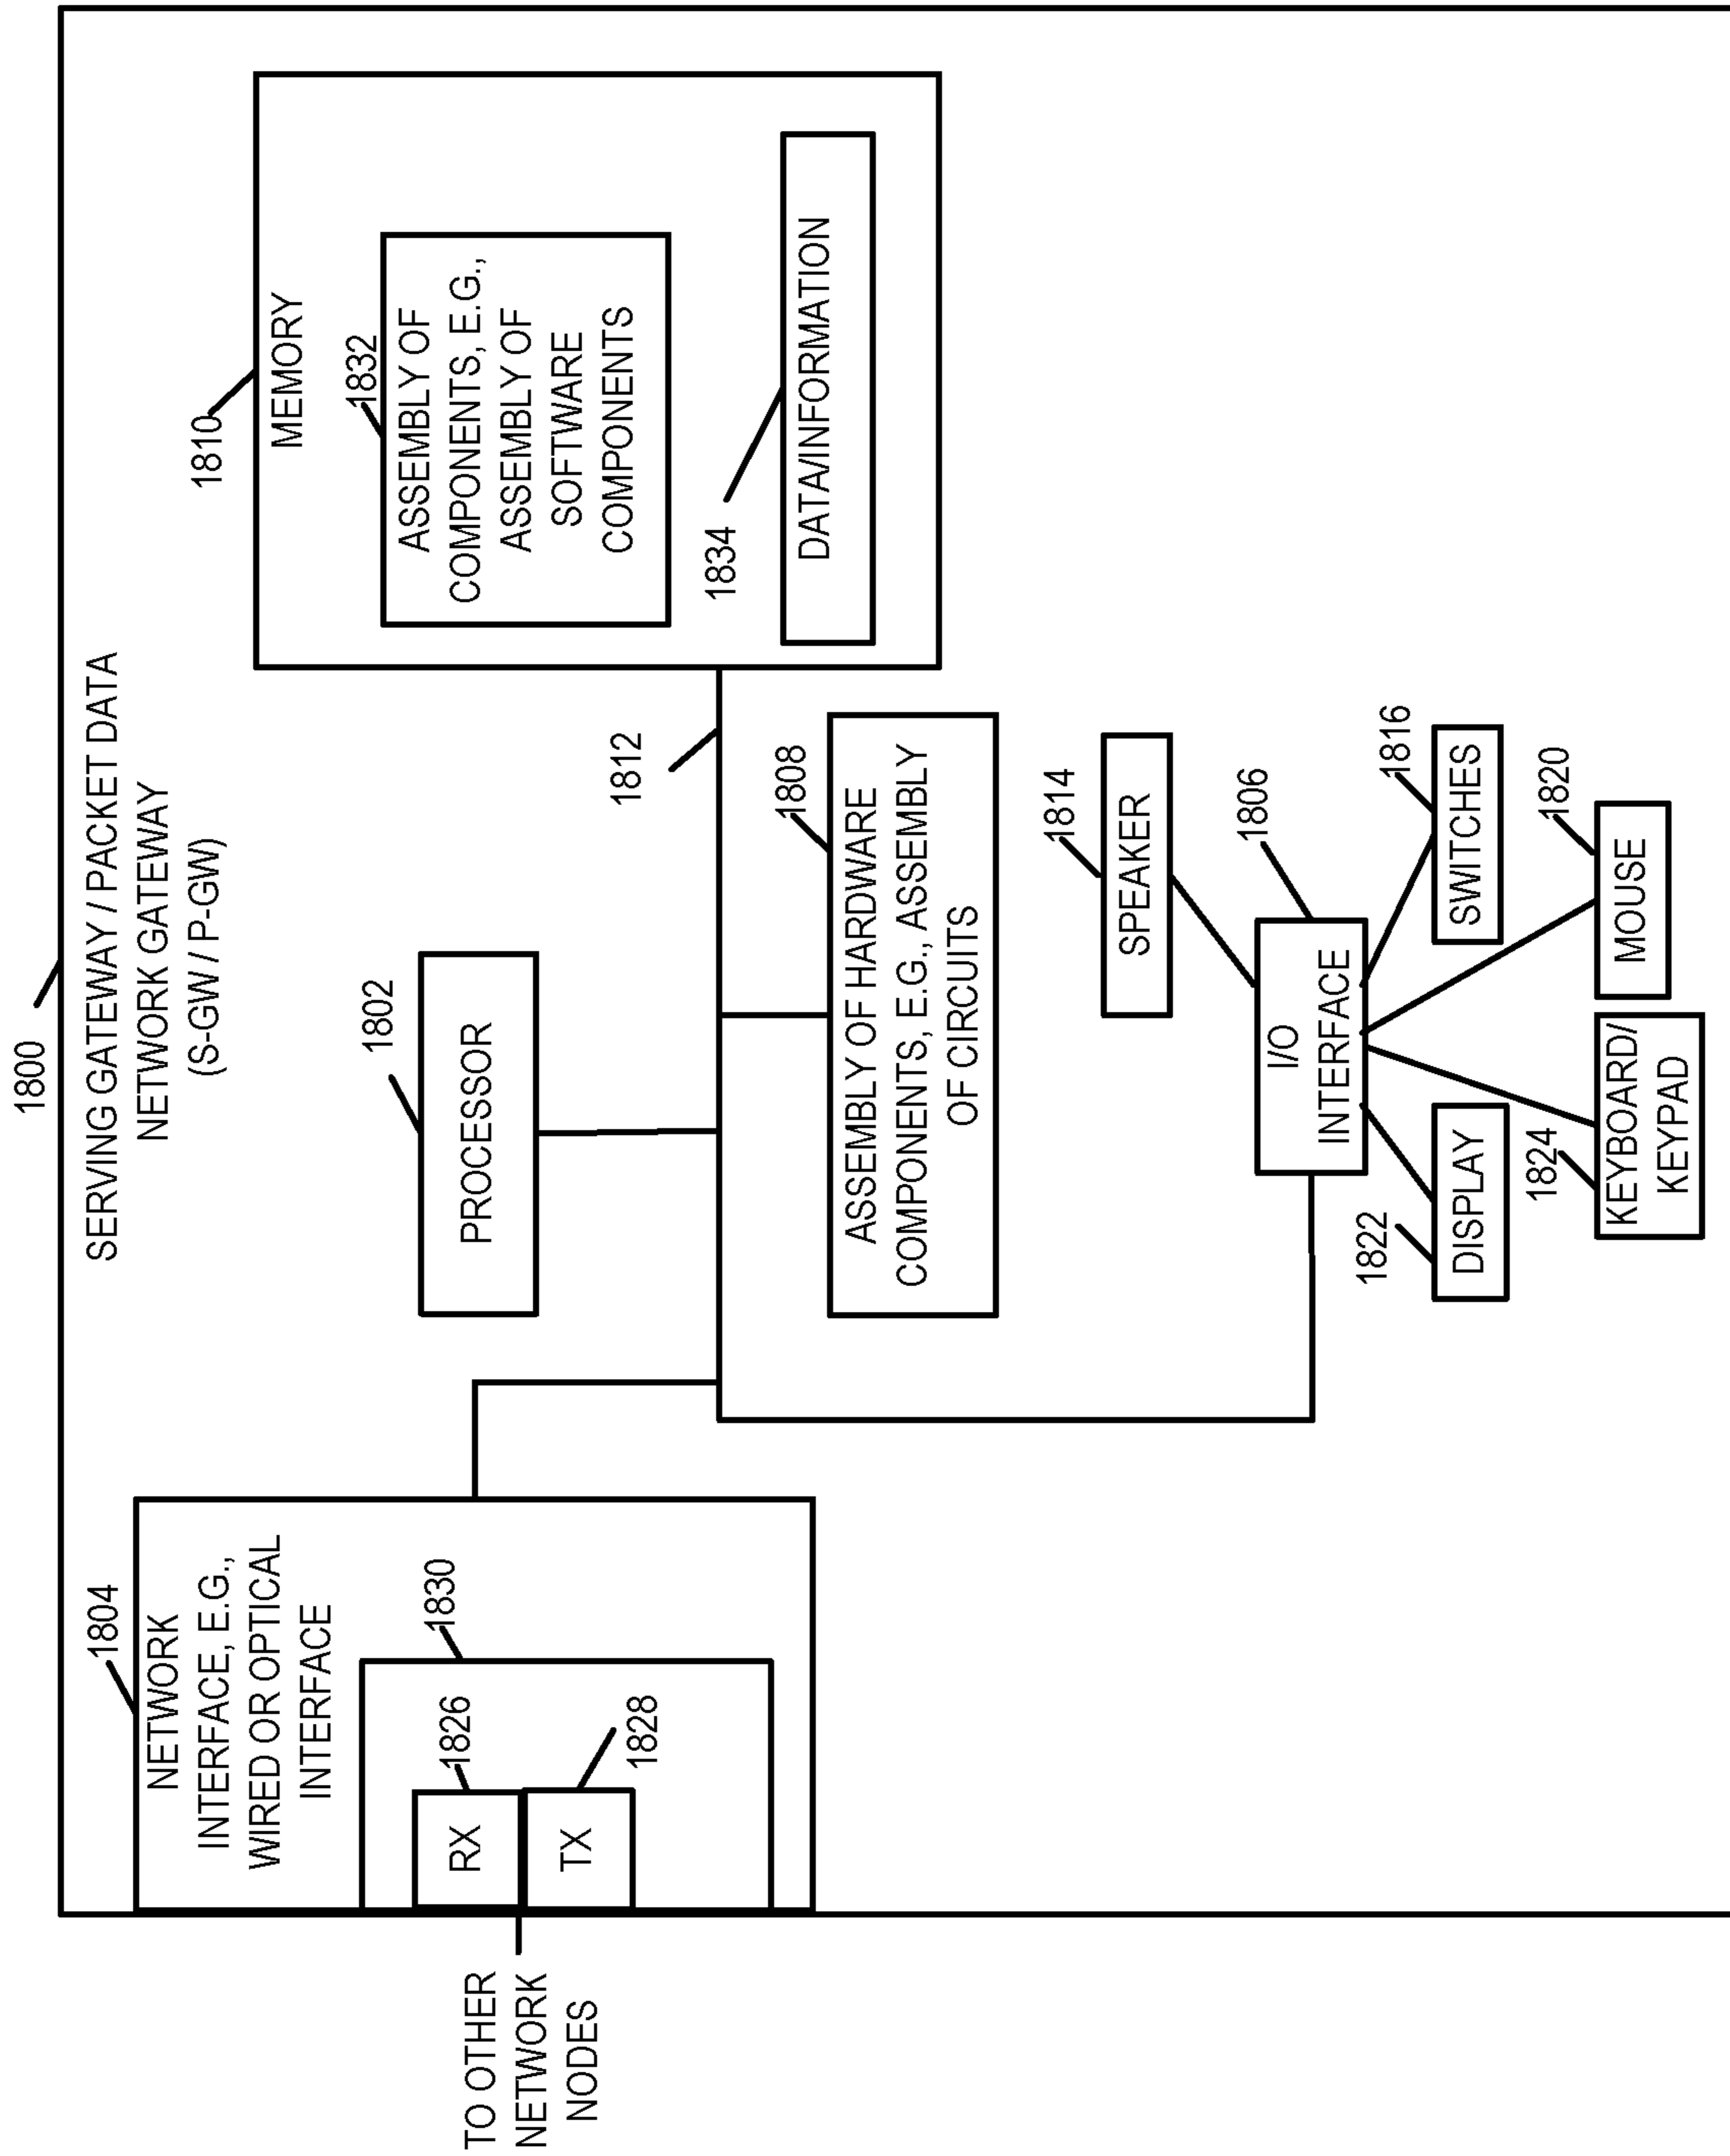 1800
SERVING GATEWAY / PACKET DATA
NETWORK GATEWAY
(S-GW / P-GW)
1804
NETWORK
INTERFACE, E.G.,
WIRED OR OPTICAL
INTERFACE
1830
1826
RX
TX
1828
TO OTHER
NETWORK
NODES
1802
PROCESSOR
1810
MEMORY
1832
ASSEMBLY OF
COMPONENTS, E.G.,
ASSEMBLY OF
SOFTWARE
COMPONENTS
1834
DATA\INFORMATION
1812
1808
ASSEMBLY OF HARDWARE
COMPONENTS, E.G., ASSEMBLY
OF CIRCUITS
1814
SPEAKER
1806
I/O
INTERFACE
1822
DISPLAY
1816
SWITCHES
1824
KEYBOARD/
KEYPAD
1820
MOUSE